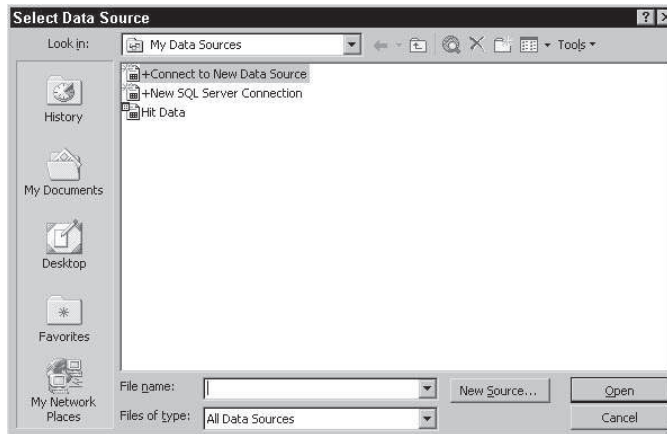 Select Data Source
Look in:
My Data Sources
Tools
+Connect to New Data Source
+New SQL Server Connection
Hit Data
History
My Documents
Desktop
Favorites
My Network
Places
File name:
New Source...
Open
Files of type:
All Data Sources
Cancel